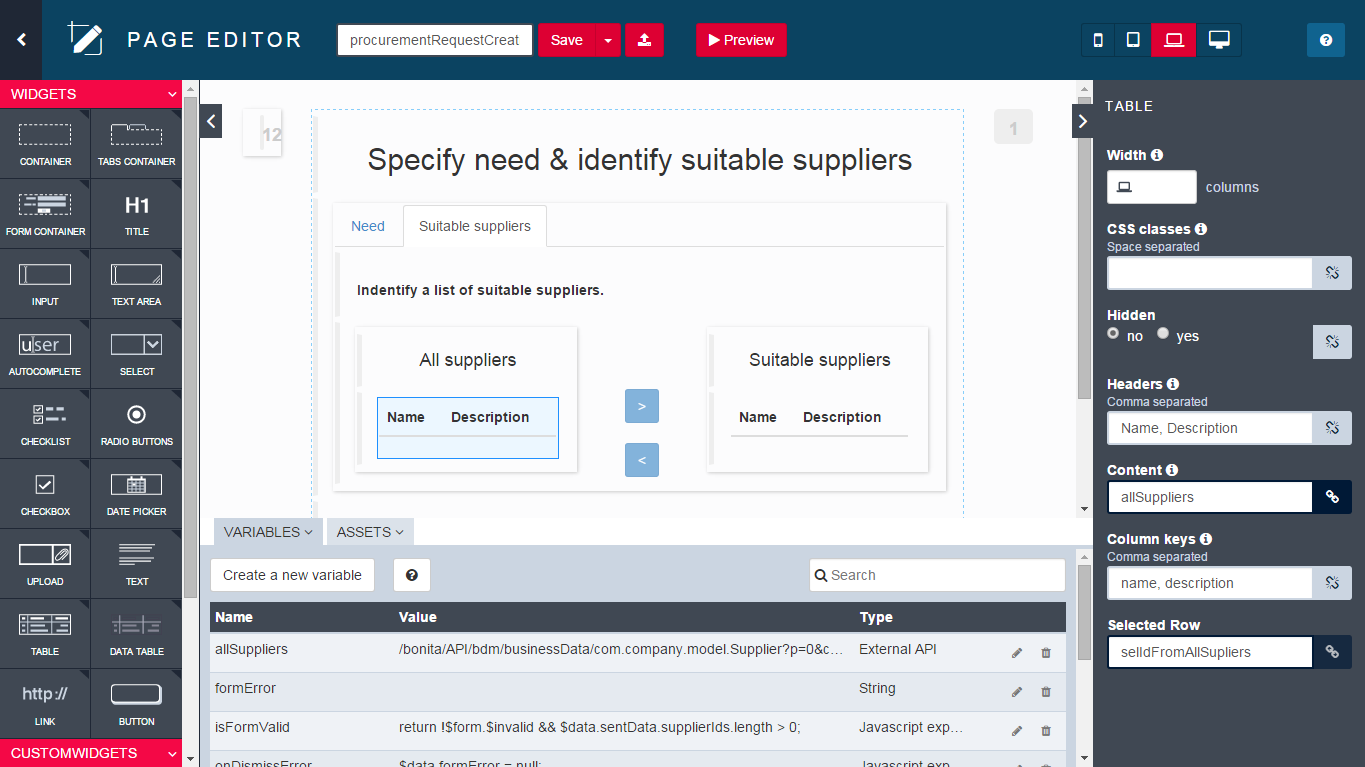 PAGE EDITOR
procurementRequestCreat
Save
Preview
WIDGETS
CONTAINER
TABS CONTAINER
FORM CONTAINER
H1
TITLE
INPUT
TEXT AREA
user
AUTOCOMPLETE
SELECT
CHECKLIST
RADIO BUTTONS
CHECKBOX
DATE PICKER
UPLOAD
TEXT
TABLE
DATA TABLE
http://
LINK
BUTTON
CUSTOMWIDGETS
12
1
Specify need & identify suitable suppliers
Need
Suitable suppliers
Indentify a list of suitable suppliers.
All suppliers
Name Description
>
<
Suitable suppliers
Name Description
VARIABLES
ASSETS
Create a new variable
?
Search
Name Value Type
allSuppliers /bonita/API/bdm/businessData/com.company.model.Supplier?p=0&c... External API
formError String
isFormValid return !$form.$invalid && $data.sentData.supplierIds.length > 0; Javascript exp...
onDismissError $data.formError = null; Javascript exp...
?
TABLE
Width
columns
CSS classes
Space separated
Hidden
no yes
Headers
Comma separated
Name, Description
Content
allSuppliers
Column keys
Comma separated
name, description
Selected Row
selIdFromAllSupliers